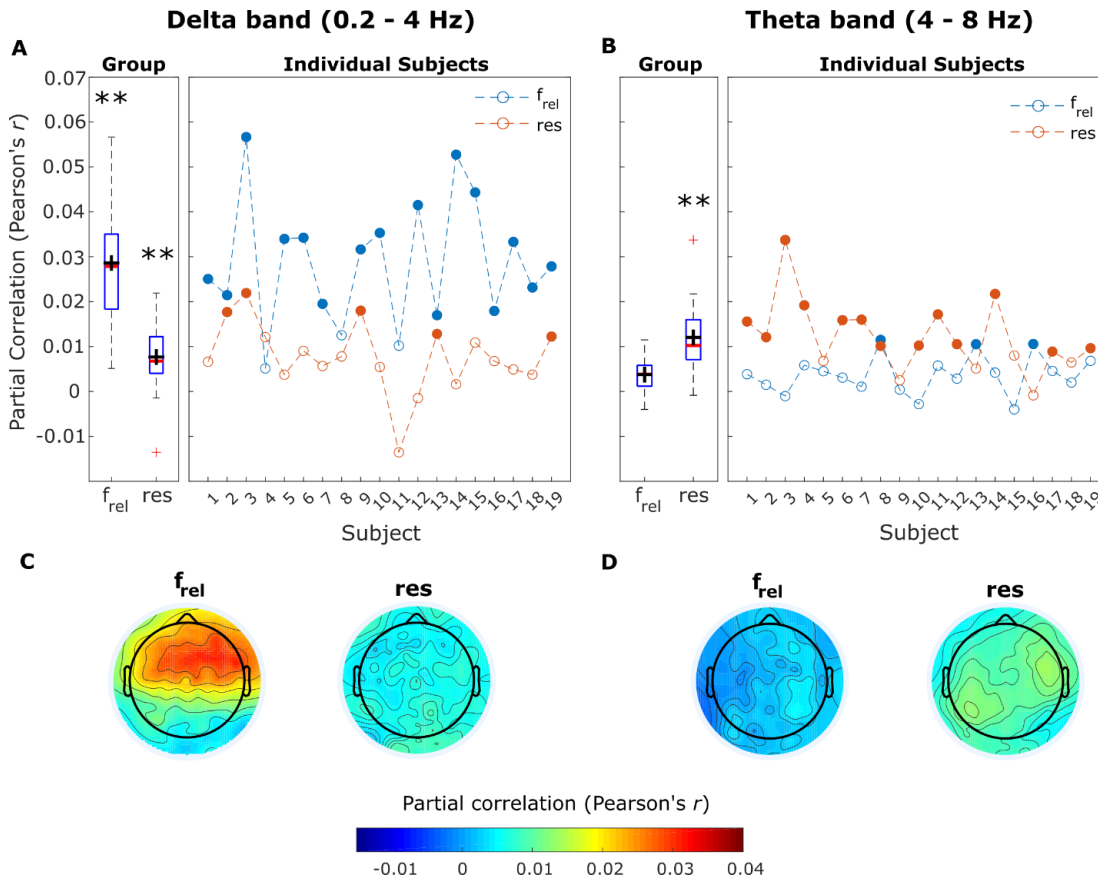 Delta band (0.2 - 4 Hz)
Theta band (4 - 8 Hz)
A
Group
Individual Subjects
B
Group
Individual Subjects
Partial Correlation (Pearson's r)
0.07
0.06
0.05
0.04
0.03
0.02
0.01
0
-0.01
**
**
f_rel
res
**
f_rel
res
f_rel
res
1 2 3 4 5 6 7 8 9 10 11 12 13 14 15 16 17 18 19
Subject
f_rel
res
1 2 3 4 5 6 7 8 9 10 11 12 13 14 15 16 17 18 19
Subject
C
f_rel
res
D
f_rel
res
Partial correlation (Pearson's r)
-0.01 0 0.01 0.02 0.03 0.04